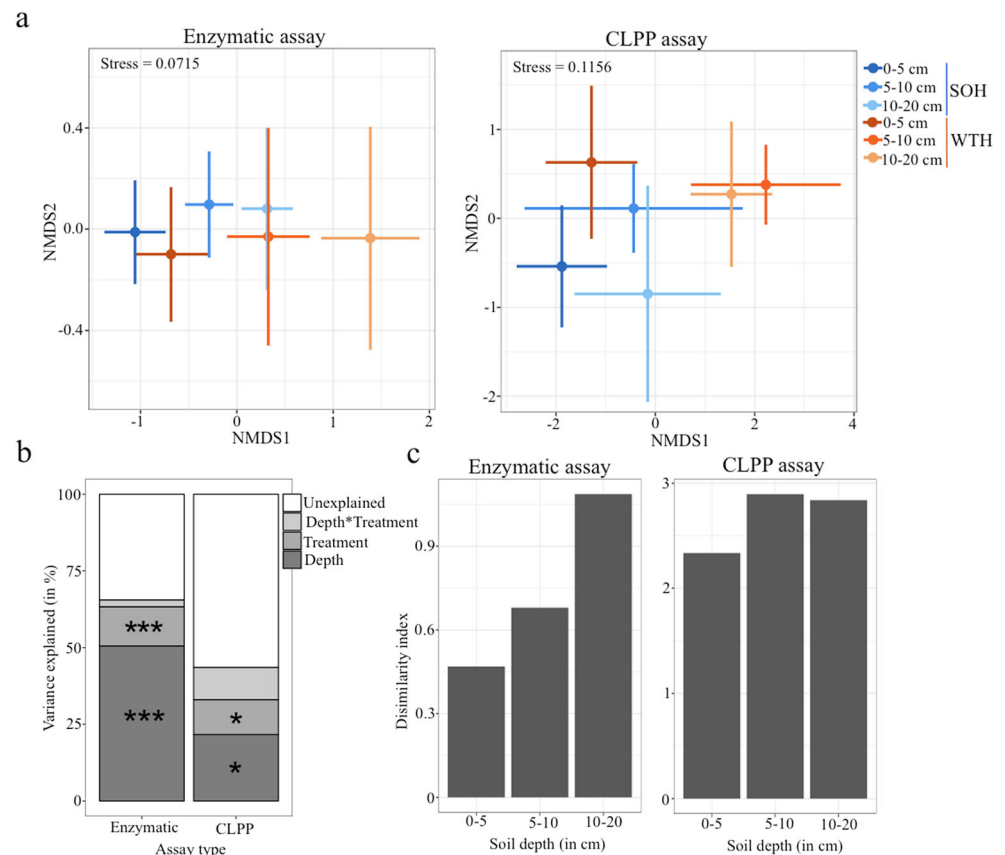 a
Enzymatic assay
Stress = 0.0715
0.4
0.0
-0.4
NMDS2
-1
0
1
2
NMDS1
CLPP assay
Stress = 0.1156
1
0
-1
-2
NMDS2
-2
0
2
4
NMDS1
0-5 cm
5-10 cm
10-20 cm
SOH
0-5 cm
5-10 cm
10-20 cm
WTH
b
100
75
50
25
0
Variance explained (in %)
***
***
*
*
Enzymatic
CLPP
Assay type
Unexplained
Depth*Treatment
Treatment
Depth
c
Enzymatic assay
0.9
0.6
0.3
0
Disimilarity index
0-5
5-10
10-20
Soil depth (in cm)
CLPP assay
3
2
1
0
0-5
5-10
10-20
Soil depth (in cm)